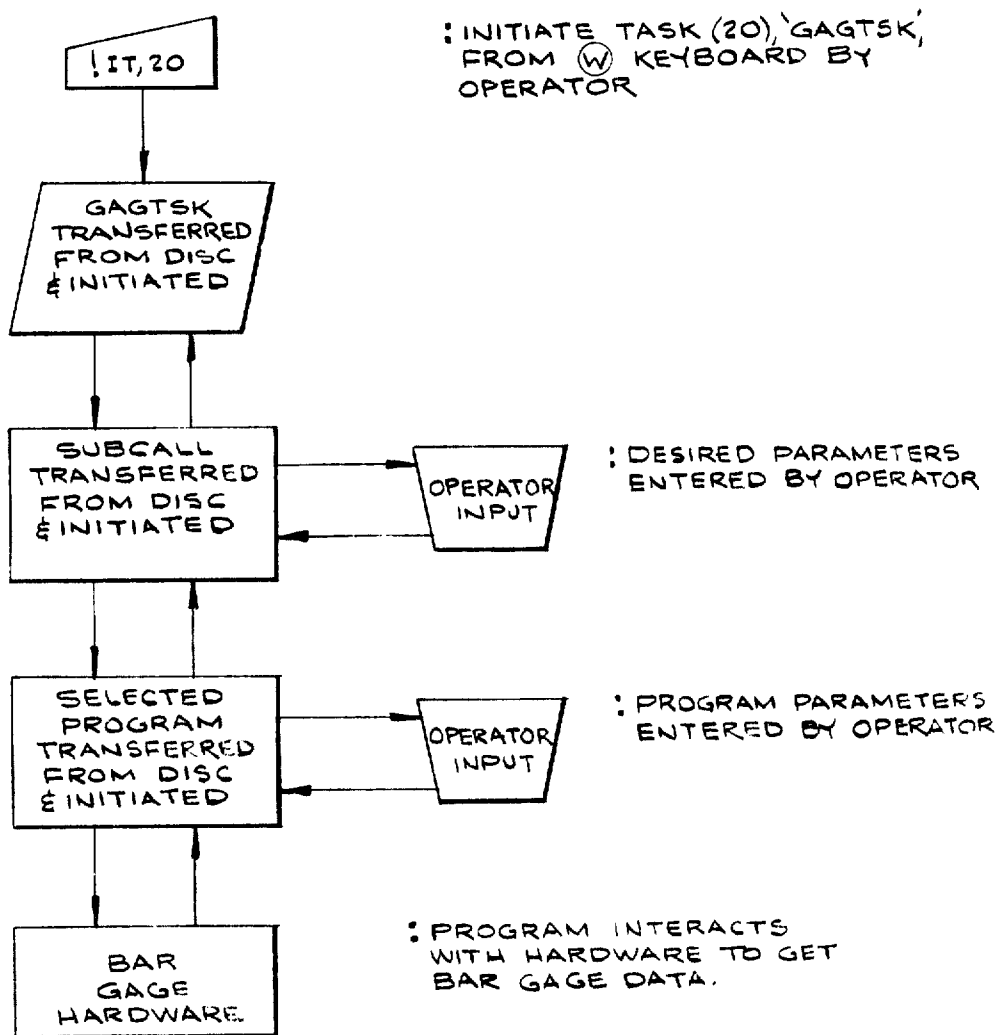 ! IT, 20
: INITIATE TASK (20), 'GAGTSK',
FROM W KEYBOARD BY
OPERATOR
GAGTSK
TRANSFERRED
FROM DISC
& INITIATED
SUBCALL
TRANSFERRED
FROM DISC
& INITIATED
OPERATOR
INPUT
: DESIRED PARAMETERS
ENTERED BY OPERATOR
SELECTED
PROGRAM
TRANSFERRED
FROM DISC
& INITIATED
OPERATOR
INPUT
: PROGRAM PARAMETERS
ENTERED BY OPERATOR
BAR
GAGE
HARDWARE
: PROGRAM INTERACTS
WITH HARDWARE TO GET
BAR GAGE DATA.